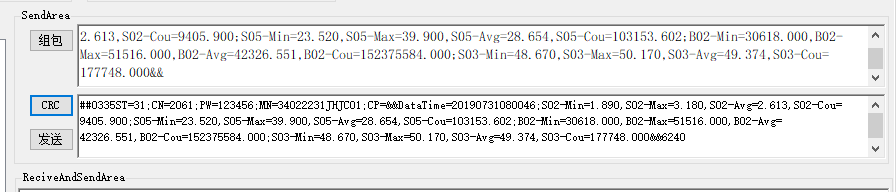 SendArea
组包
2.613,S02-Cou=9405.900;S05-Min=23.520,S05-Max=39.900,S05-Avg=28.654,S05-Cou=103153.602;B02-Min=30618.000,B02-
Max=51516.000,B02-Avg=42326.551,B02-Cou=152375584.000;S03-Min=48.670,S03-Max=50.170,S03-Avg=49.374,S03-Cou=
177748.000&&
CRC
##0335ST=31;CN=2061;PW=123456;MN=34022231JHJC01;CP=&&DataTime=20190731080046;S02-Min=1.890,S02-Max=3.180,S02-Avg=2.613,S02-Cou=
9405.900;S05-Min=23.520,S05-Max=39.900,S05-Avg=28.654,S05-Cou=103153.602;B02-Min=30618.000,B02-Max=51516.000,B02-Avg=
42326.551,B02-Cou=152375584.000;S03-Min=48.670,S03-Max=50.170,S03-Avg=49.374,S03-Cou=177748.000&&6240
发送
ReciveAndSendArea